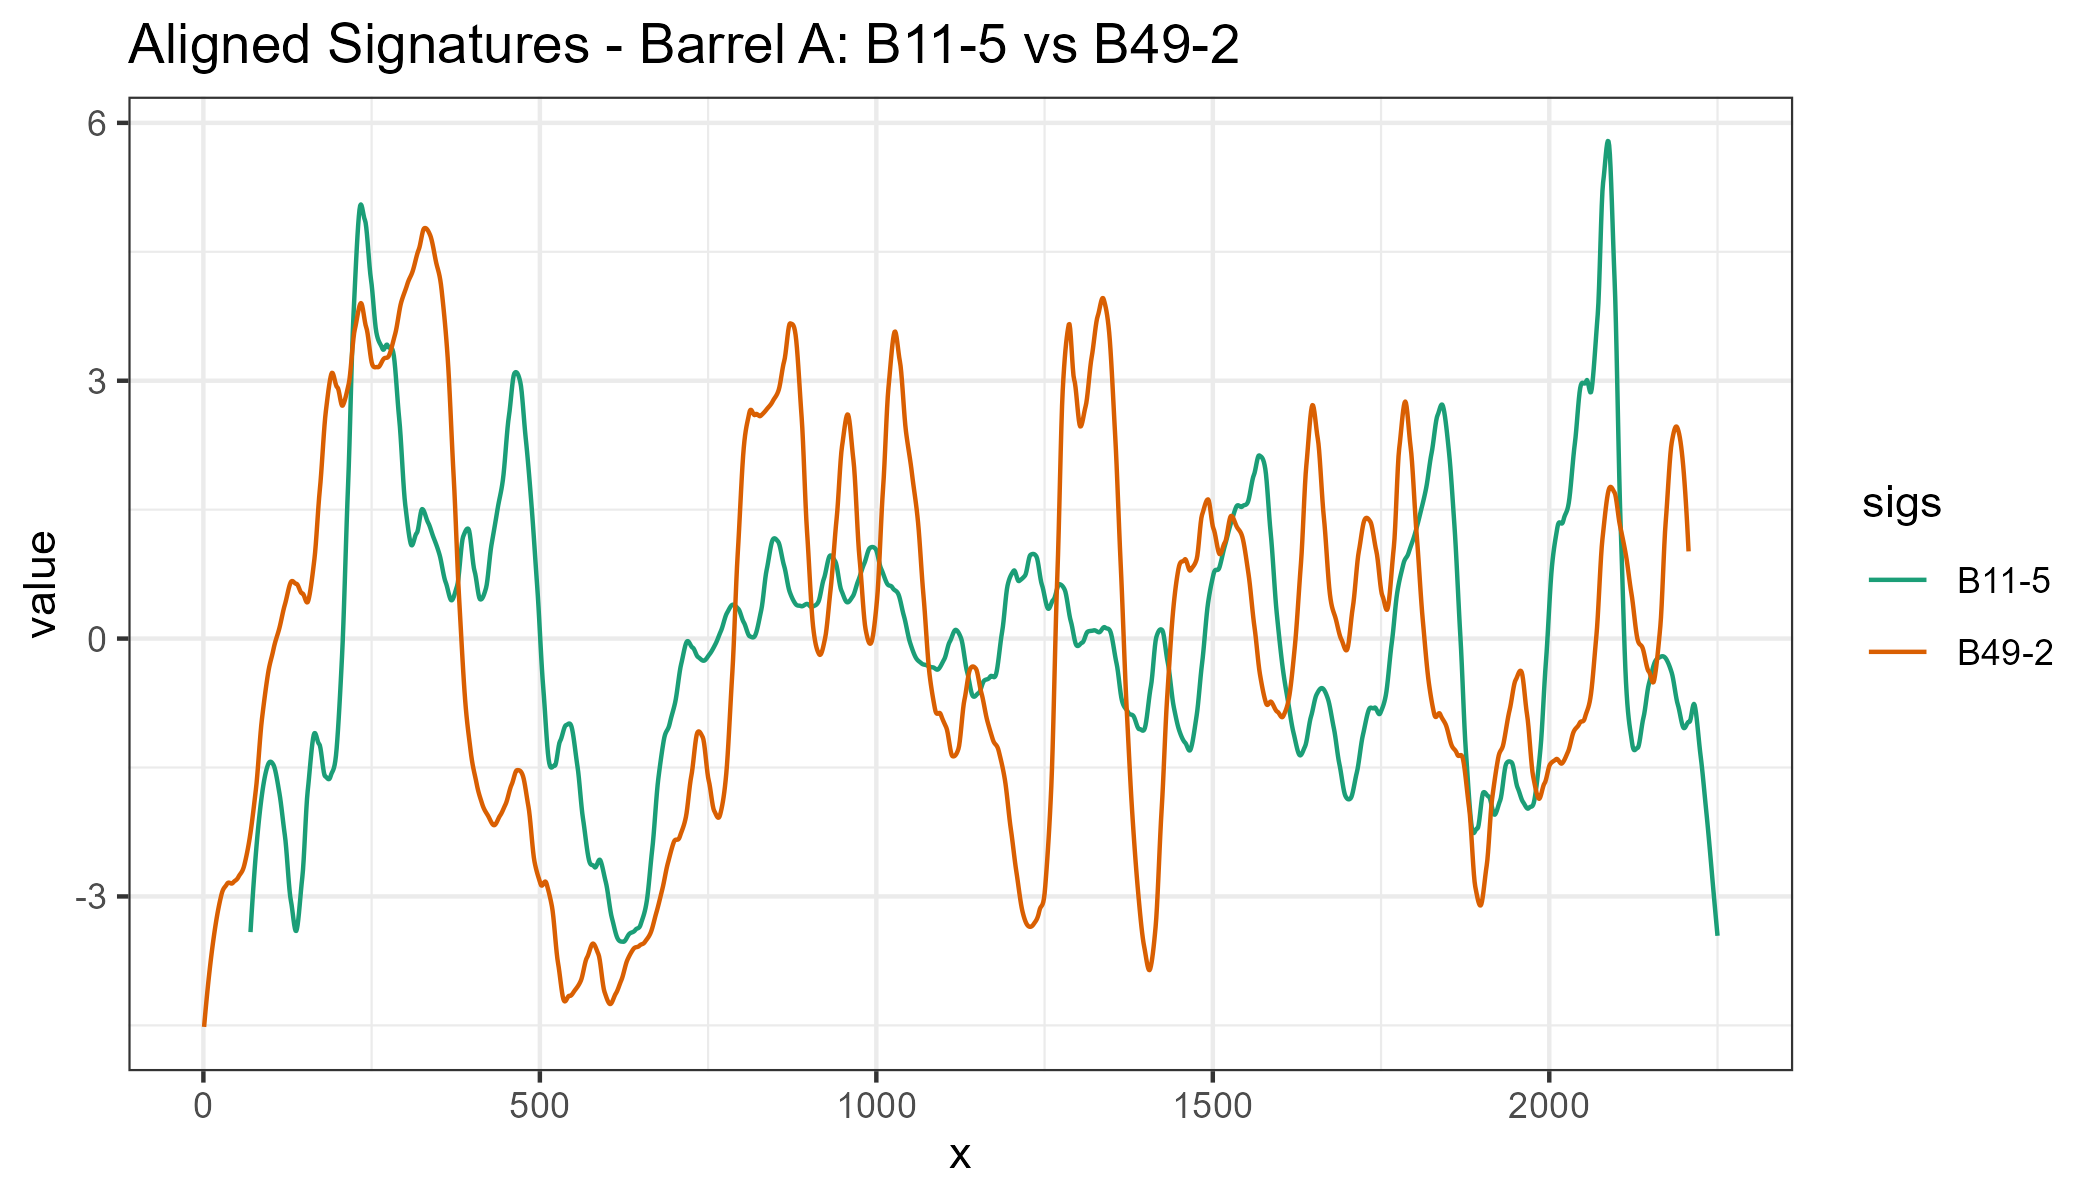 Aligned Signatures - Barrel A: B11-5 vs B49-2
value
6
3
0
-3
0 500 1000 1500 2000
x
sigs
B11-5
B49-2